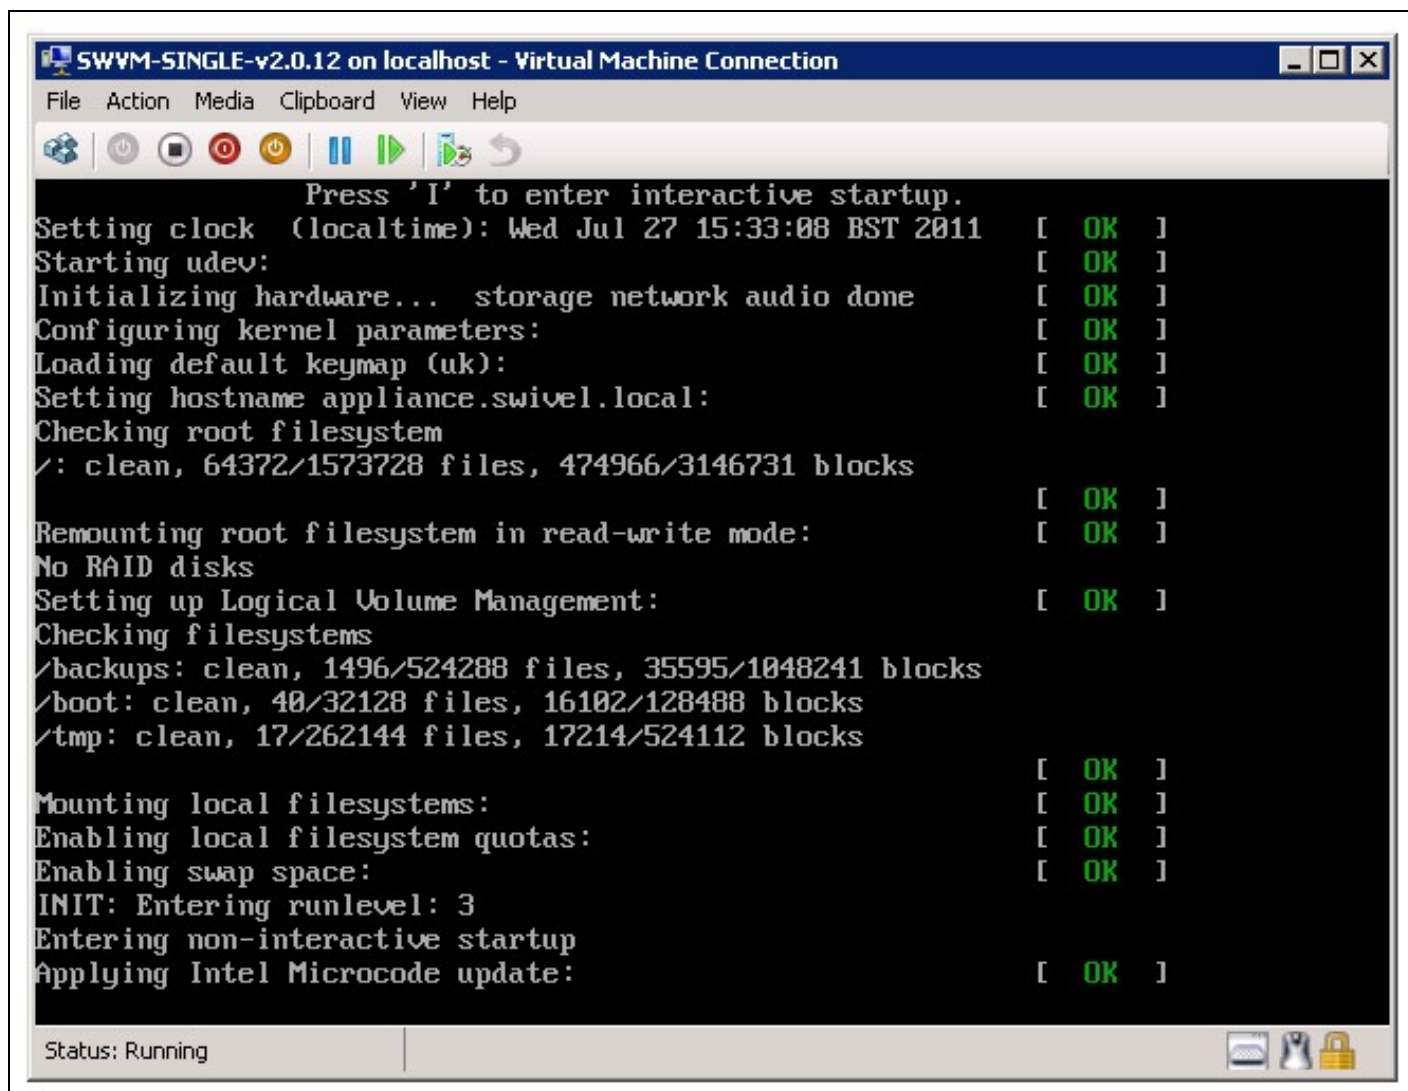 SWVM-SINGLE-v2.0.12 on localhost - Virtual Machine Connection
File Action Media Clipboard View Help
Press 'I' to enter interactive startup.
Setting clock (localtime): Wed Jul 27 15:33:08 BST 2011 [ OK ]
Starting udev: [ OK ]
Initializing hardware... storage network audio done [ OK ]
Configuring kernel parameters: [ OK ]
Loading default keymap (uk): [ OK ]
Setting hostname appliance.swivel.local: [ OK ]
Checking root filesystem
/: clean, 64372/1573728 files, 474966/3146731 blocks
[ OK ]
Remounting root filesystem in read-write mode: [ OK ]
No RAID disks
Setting up Logical Volume Management: [ OK ]
Checking filesystems
/backups: clean, 1496/524288 files, 35595/1048241 blocks
/boot: clean, 40/32128 files, 16102/128488 blocks
/tmp: clean, 17/262144 files, 17214/524112 blocks
[ OK ]
Mounting local filesystems: [ OK ]
Enabling local filesystem quotas: [ OK ]
Enabling swap space: [ OK ]
INIT: Entering runlevel: 3
Entering non-interactive startup
Applying Intel Microcode update: [ OK ]
Status: Running